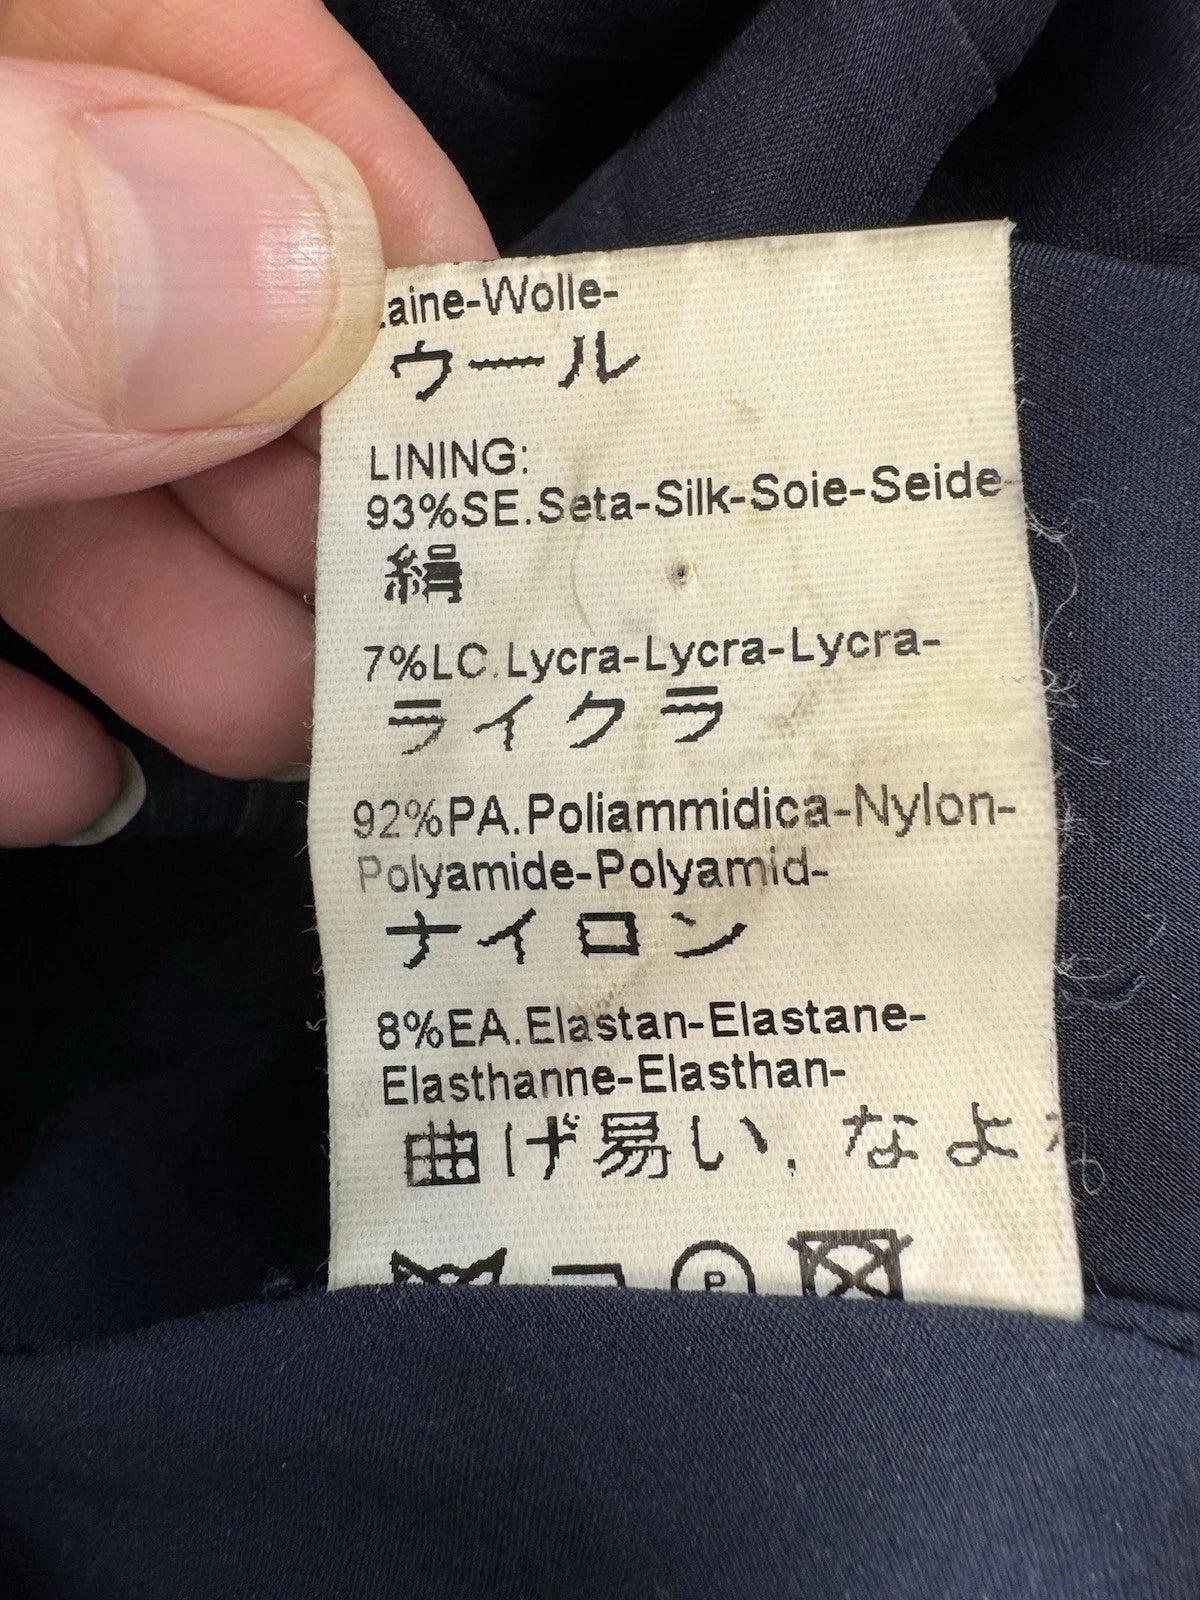 aine-Wolle-
ウール
LINING:
93%SE.Seta-Silk-Soie-Seide-
絹
7%LC.Lycra-Lycra-Lycra-
ライクラ
92%PA.Poliammidica-Nylon-
Polyamide-Polyamid-
ナイロン
8%EA.Elastan-Elastane-
Elasthanne-Elasthan-
曲げ易い, なよ
P